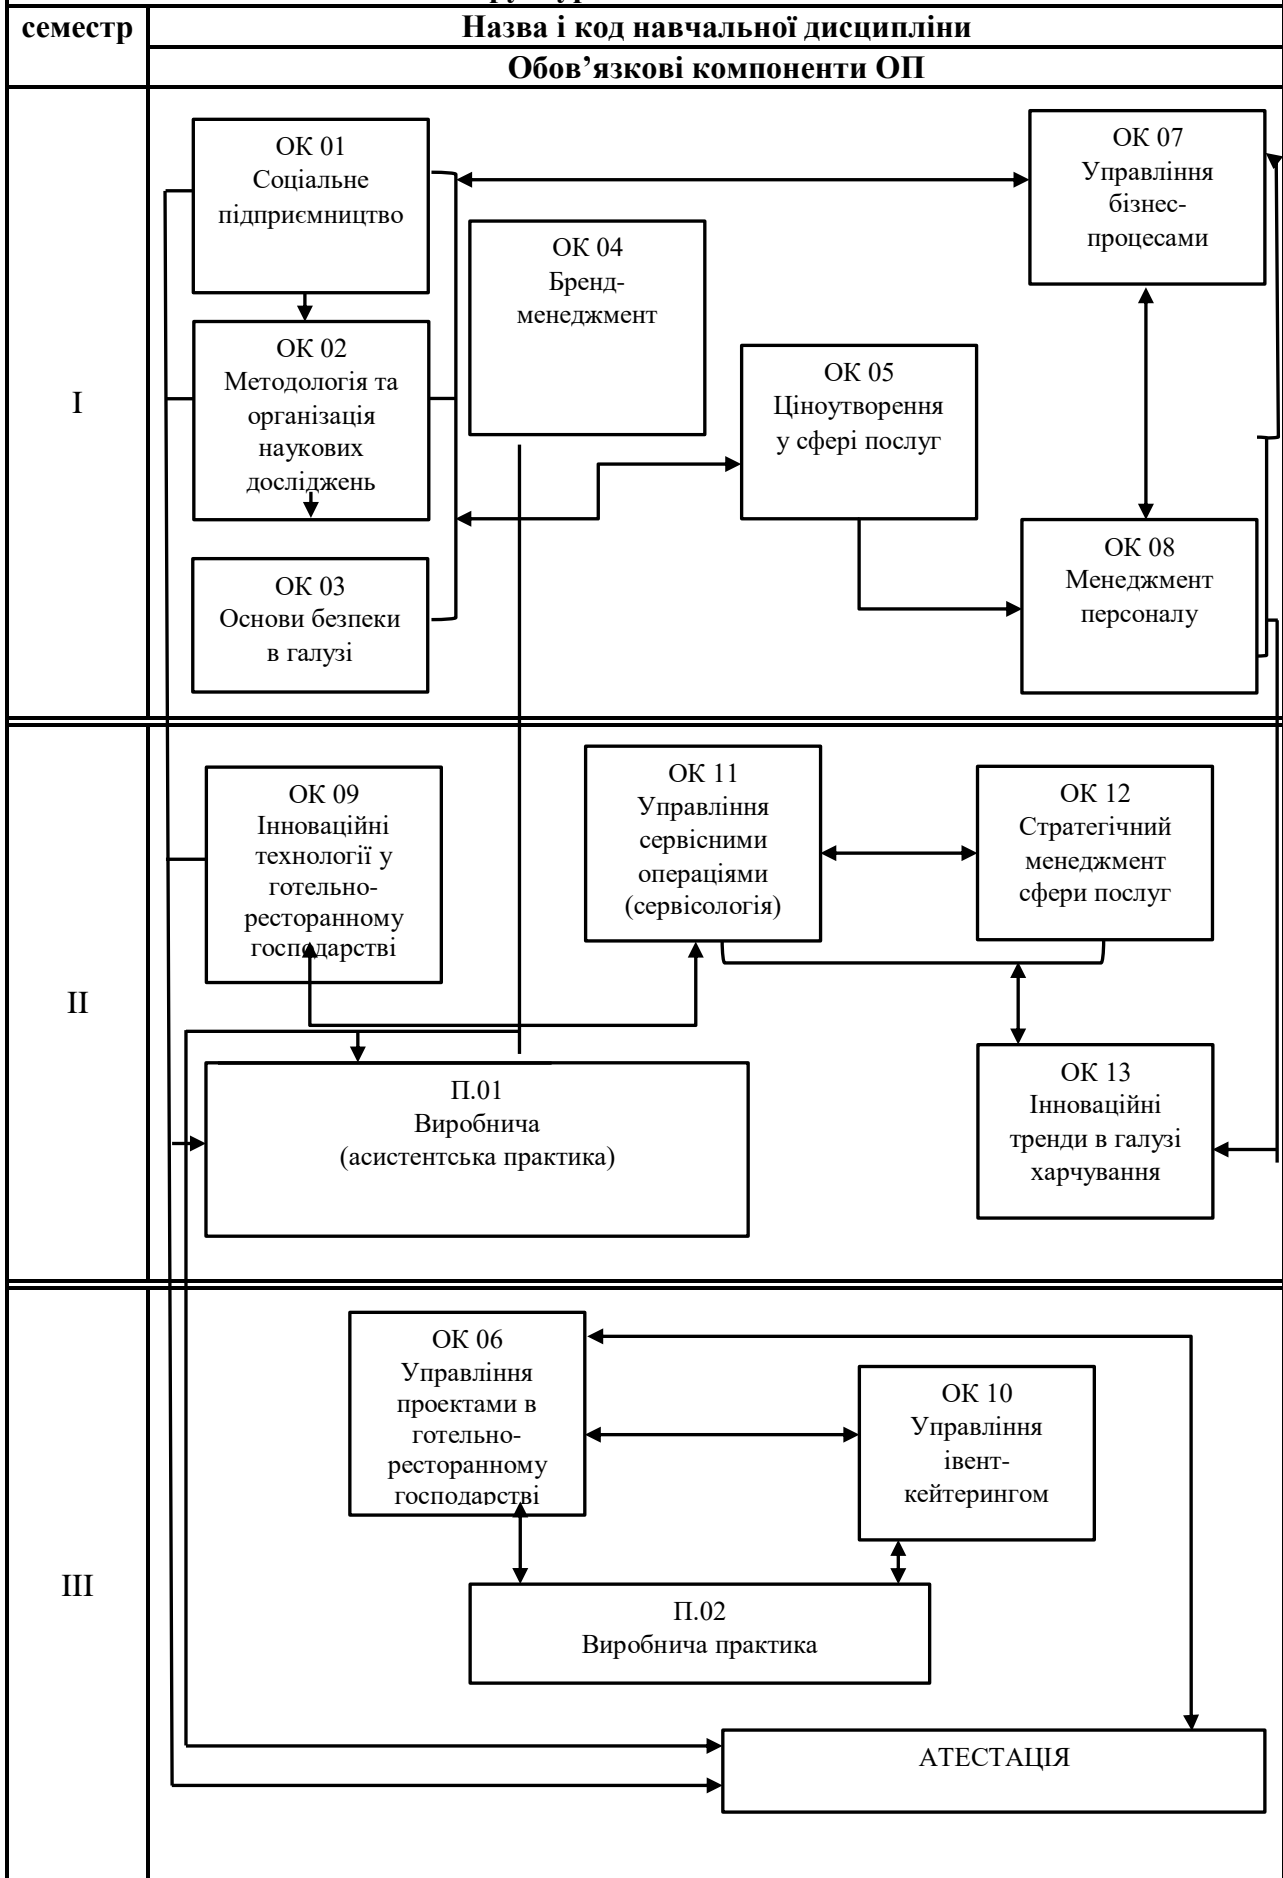 семестр
Назва і код навчальної дисципліни
Обов’язкові компоненти ОП
І
ОК 01
Соціальне
підприємництво
ОК 07
Управління
бізнес-
процесами
ОК 04
Бренд-
менеджмент
ОК 02
Методологія та
організація
наукових
досліджень
ОК 05
Ціноутворення
у сфері послуг
ОК 03
Основи безпеки
в галузі
ОК 08
Менеджмент
персоналу
ІІ
ОК 09
Інноваційні
технології у
готельно-
ресторанному
господарстві
ОК 11
Управління
сервісними
операціями
(сервісологія)
ОК 12
Стратегічний
менеджмент
сфери послуг
П.01
Виробнича
(асистентська практика)
ОК 13
Інноваційні
тренди в галузі
харчування
ІІІ
ОК 06
Управління
проектами в
готельно-
ресторанному
господарстві
ОК 10
Управління
івент-
кейтерингом
П.02
Виробнича практика
АТЕСТАЦІЯ